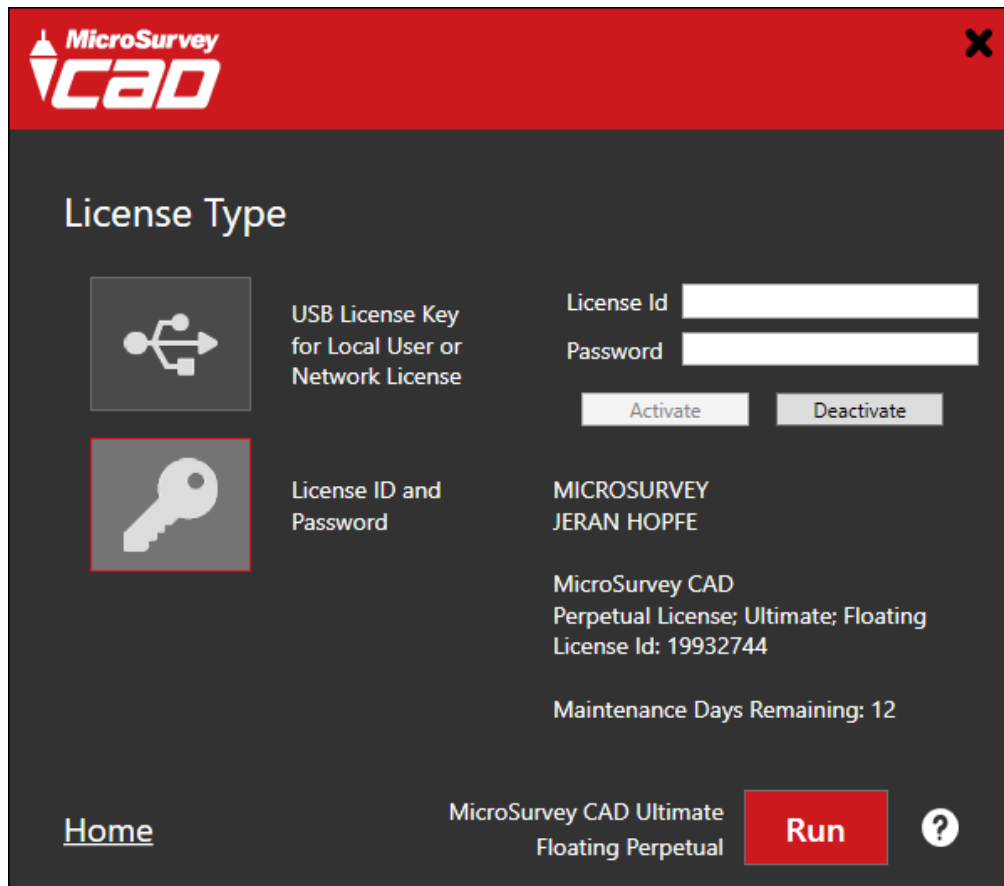 MicroSurvey
CAD
License Type
USB License Key
for Local User or
Network License
License Id
Password
Activate
Deactivate
License ID and
Password
MICROSURVEY
JERAN HOPFE
MicroSurvey CAD
Perpetual License; Ultimate; Floating
License Id: 19932744
Maintenance Days Remaining: 12
Home
MicroSurvey CAD Ultimate
Floating Perpetual
Run
?